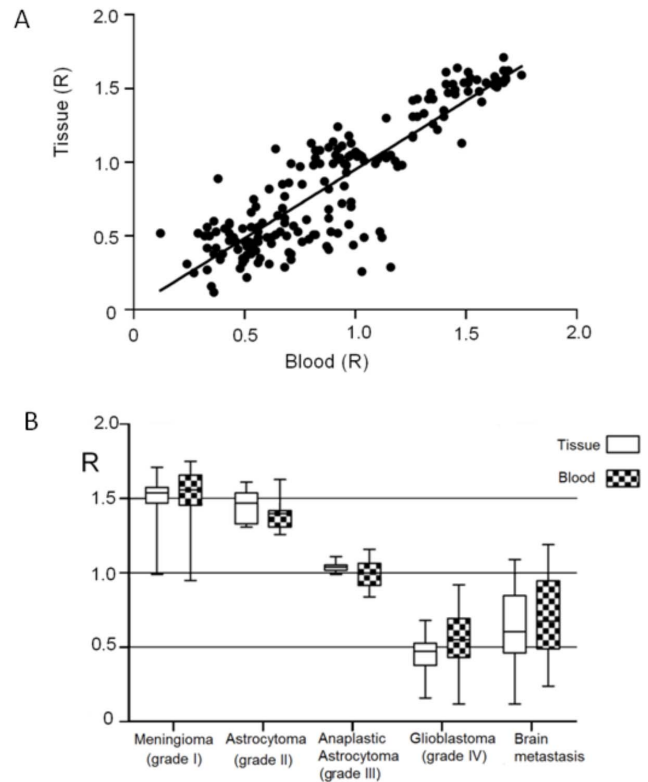 A
2.0
1.5
1.0
0.5
0
Tissue (R)
0
0.5
1.0
1.5
2.0
Blood (R)
B
2.0
R
1.5
1.0
0.5
0
Tissue
Blood
Meningioma
(grade I)
Astrocytoma
(grade II)
Anaplastic
Astrocytoma
(grade III)
Glioblastoma
(grade IV)
Brain
metastasis